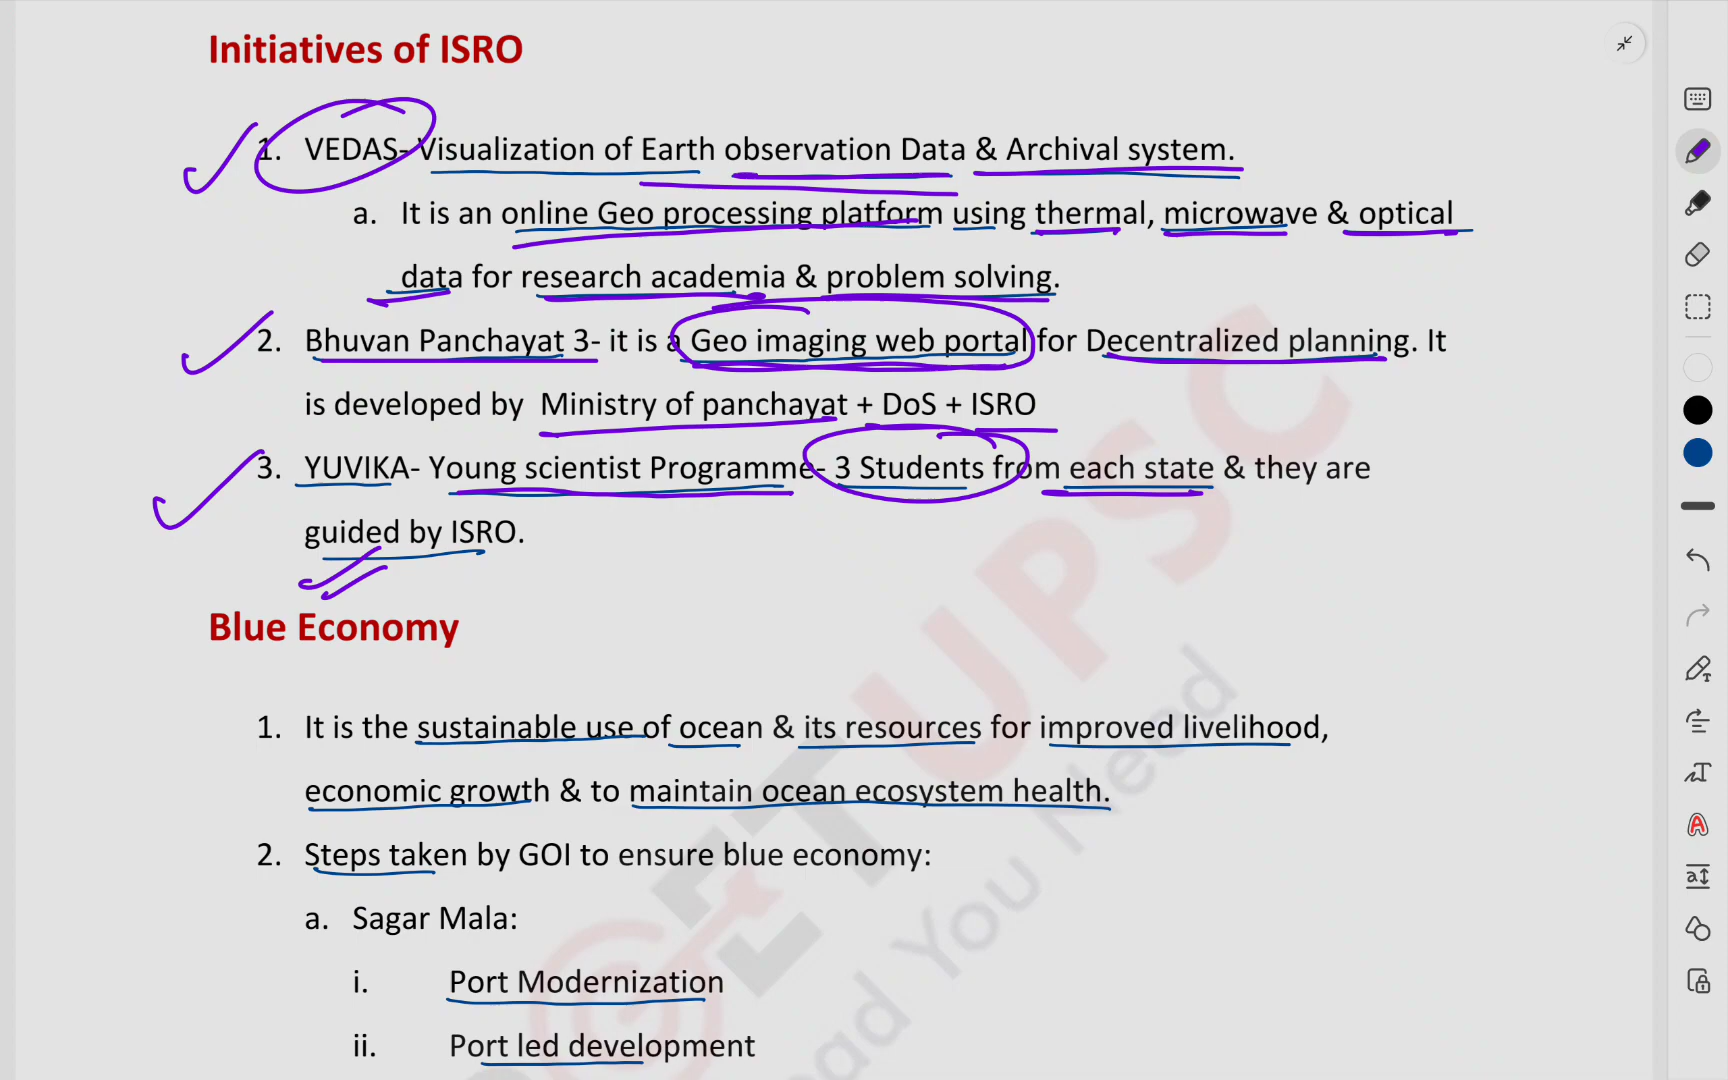 Initiatives of ISRO
1. VEDAS- Visualization of Earth observation Data & Archival system.
a. It is an online Geo processing platform using thermal, microwave & optical
data for research academia & problem solving.
2. Bhuvan Panchayat 3- it is a Geo imaging web portal for Decentralized planning. It
is developed by Ministry of panchayat + DoS + ISRO
3. YUVIKA- Young scientist Programme- 3 Students from each state & they are
guided by ISRO.
Blue Economy
1. It is the sustainable use of ocean & its resources for improved livelihood,
economic growth & to maintain ocean ecosystem health.
2. Steps taken by GOI to ensure blue economy:
a. Sagar Mala:
i. Port Modernization
ii. Port led development
GET UPSC
ad You Need